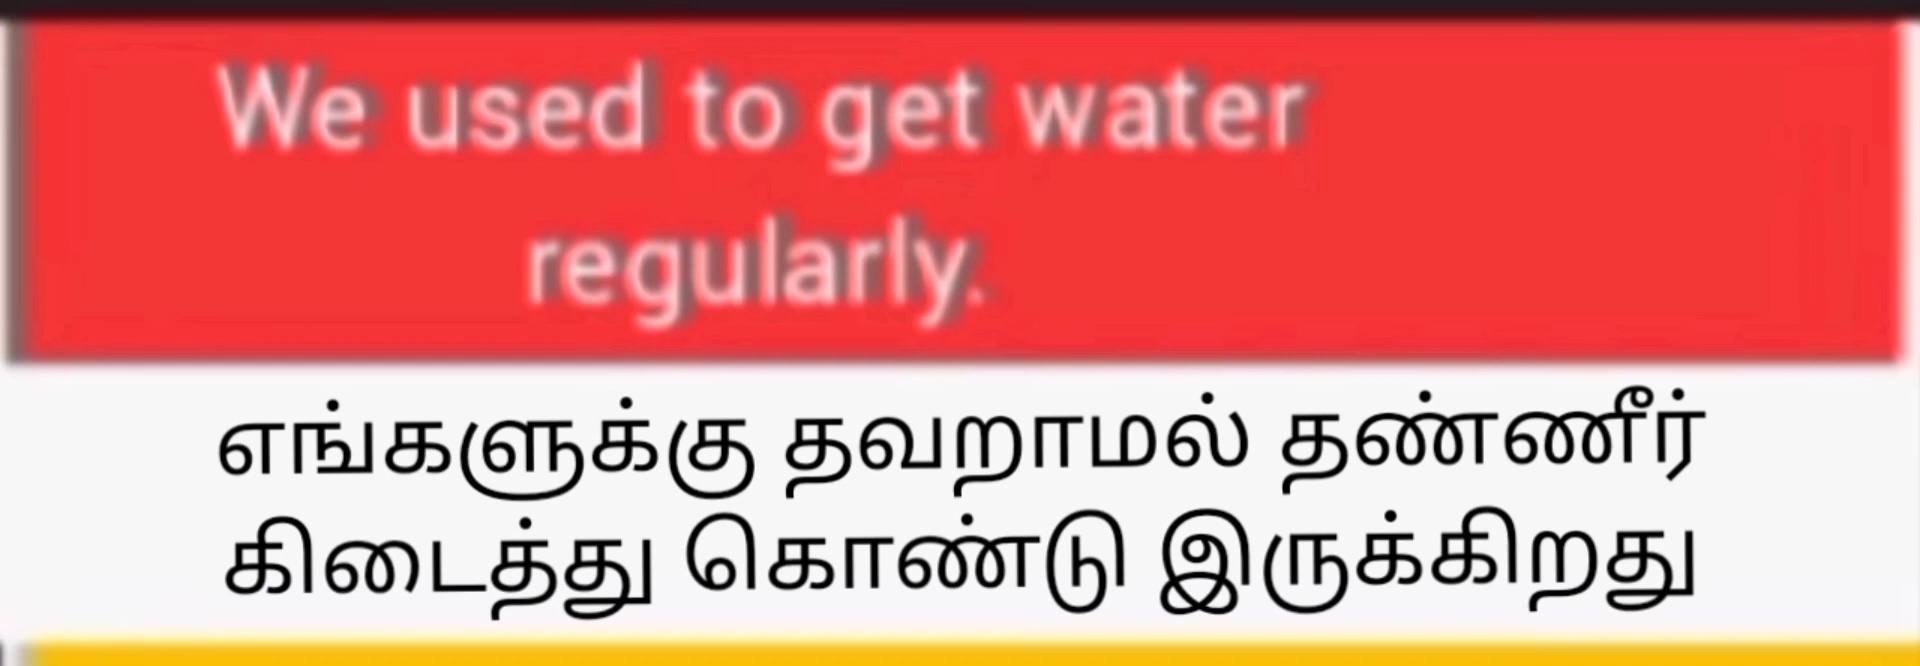 We used to get water
regularly.
எங்களுக்கு தவறாமல் தண்ணீர்
கிடைத்து கொண்டு இருக்கிறது